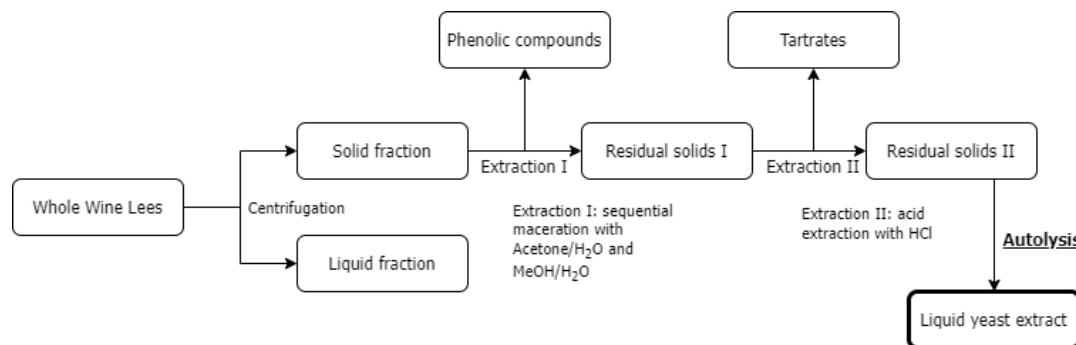 Phenolic compounds
Tartrates
Solid fraction
Extraction I
Residual solids I
Extraction II
Residual solids II
Whole Wine Lees
Centrifugation
Extraction I: sequential
maceration with
Acetone/H₂O and
MeOH/H₂O
Extraction II: acid
extraction with HCl
Autolysis
Liquid fraction
Liquid yeast extract